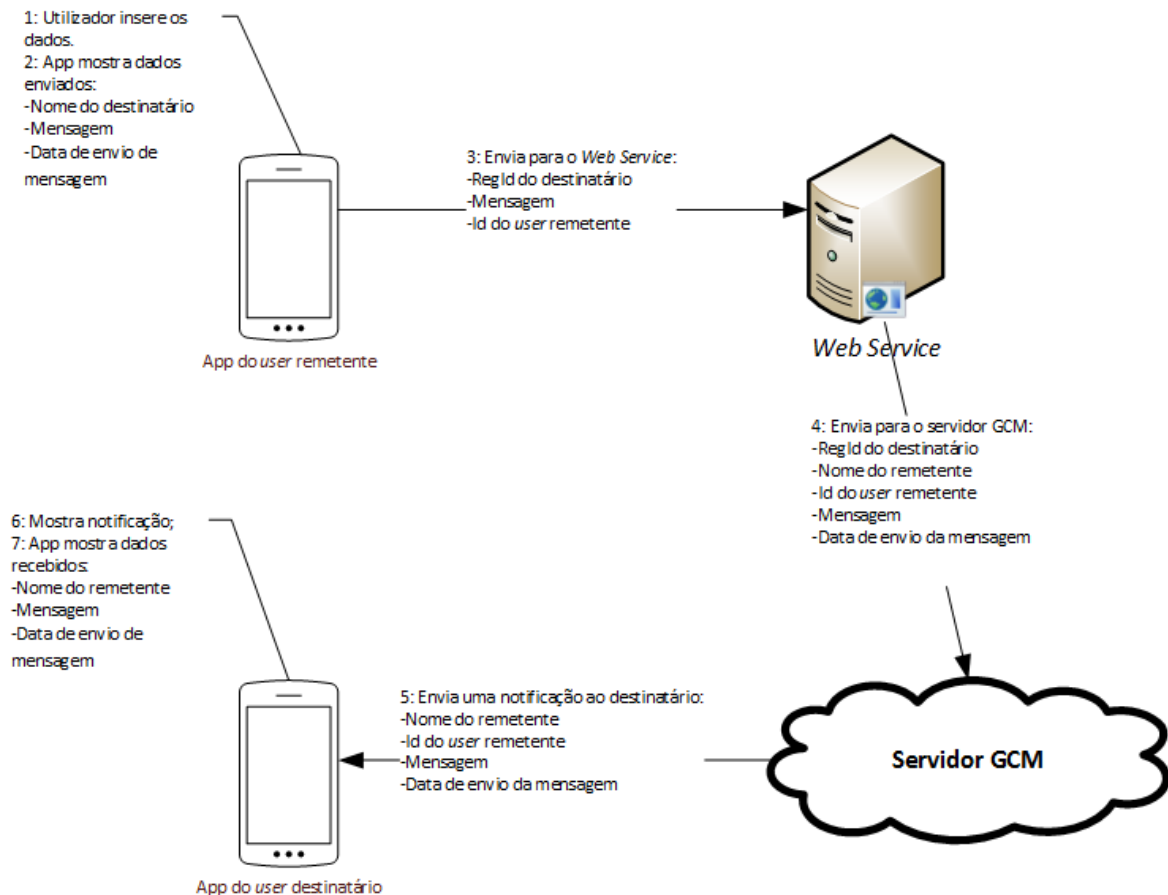 1: Utilizador insere os
dados.
2: App mostra dados
enviados:
-Nome do destinatário
-Mensagem
-Data de envio de
mensagem
App do user remetente
3: Envia para o Web Service:
-RegId do destinatário
-Mensagem
-Id do user remetente
Web Service
4: Envia para o servidor GCM:
-RegId do destinatário
-Nome do remetente
-Id do user remetente
-Mensagem
-Data de envio da mensagem
Servidor GCM
5: Envia uma notificação ao destinatário:
-Nome do remetente
-Id do user remetente
-Mensagem
-Data de envio da mensagem
6: Mostra notificação;
7: App mostra dados
recebidos:
-Nome do remetente
-Mensagem
-Data de envio de
mensagem
App do user destinatário